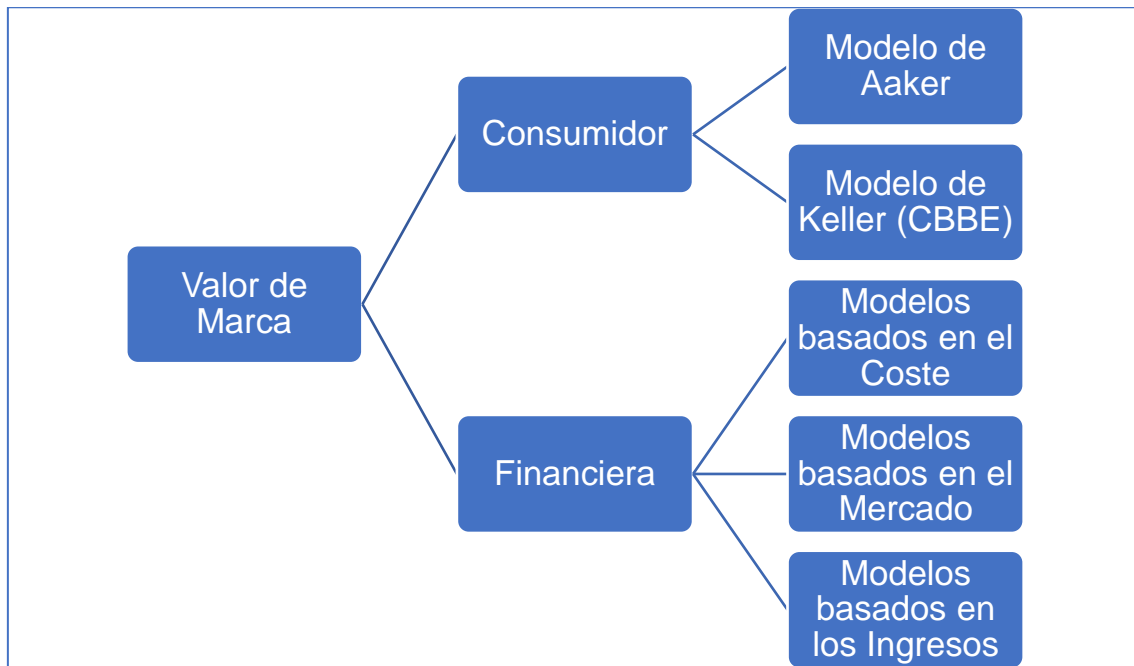 Valor de
Marca
Consumidor
Modelo de
Aaker
Modelo de
Keller (CBBE)
Financiera
Modelos
basados en el
Coste
Modelos
basados en el
Mercado
Modelos
basados en
los Ingresos